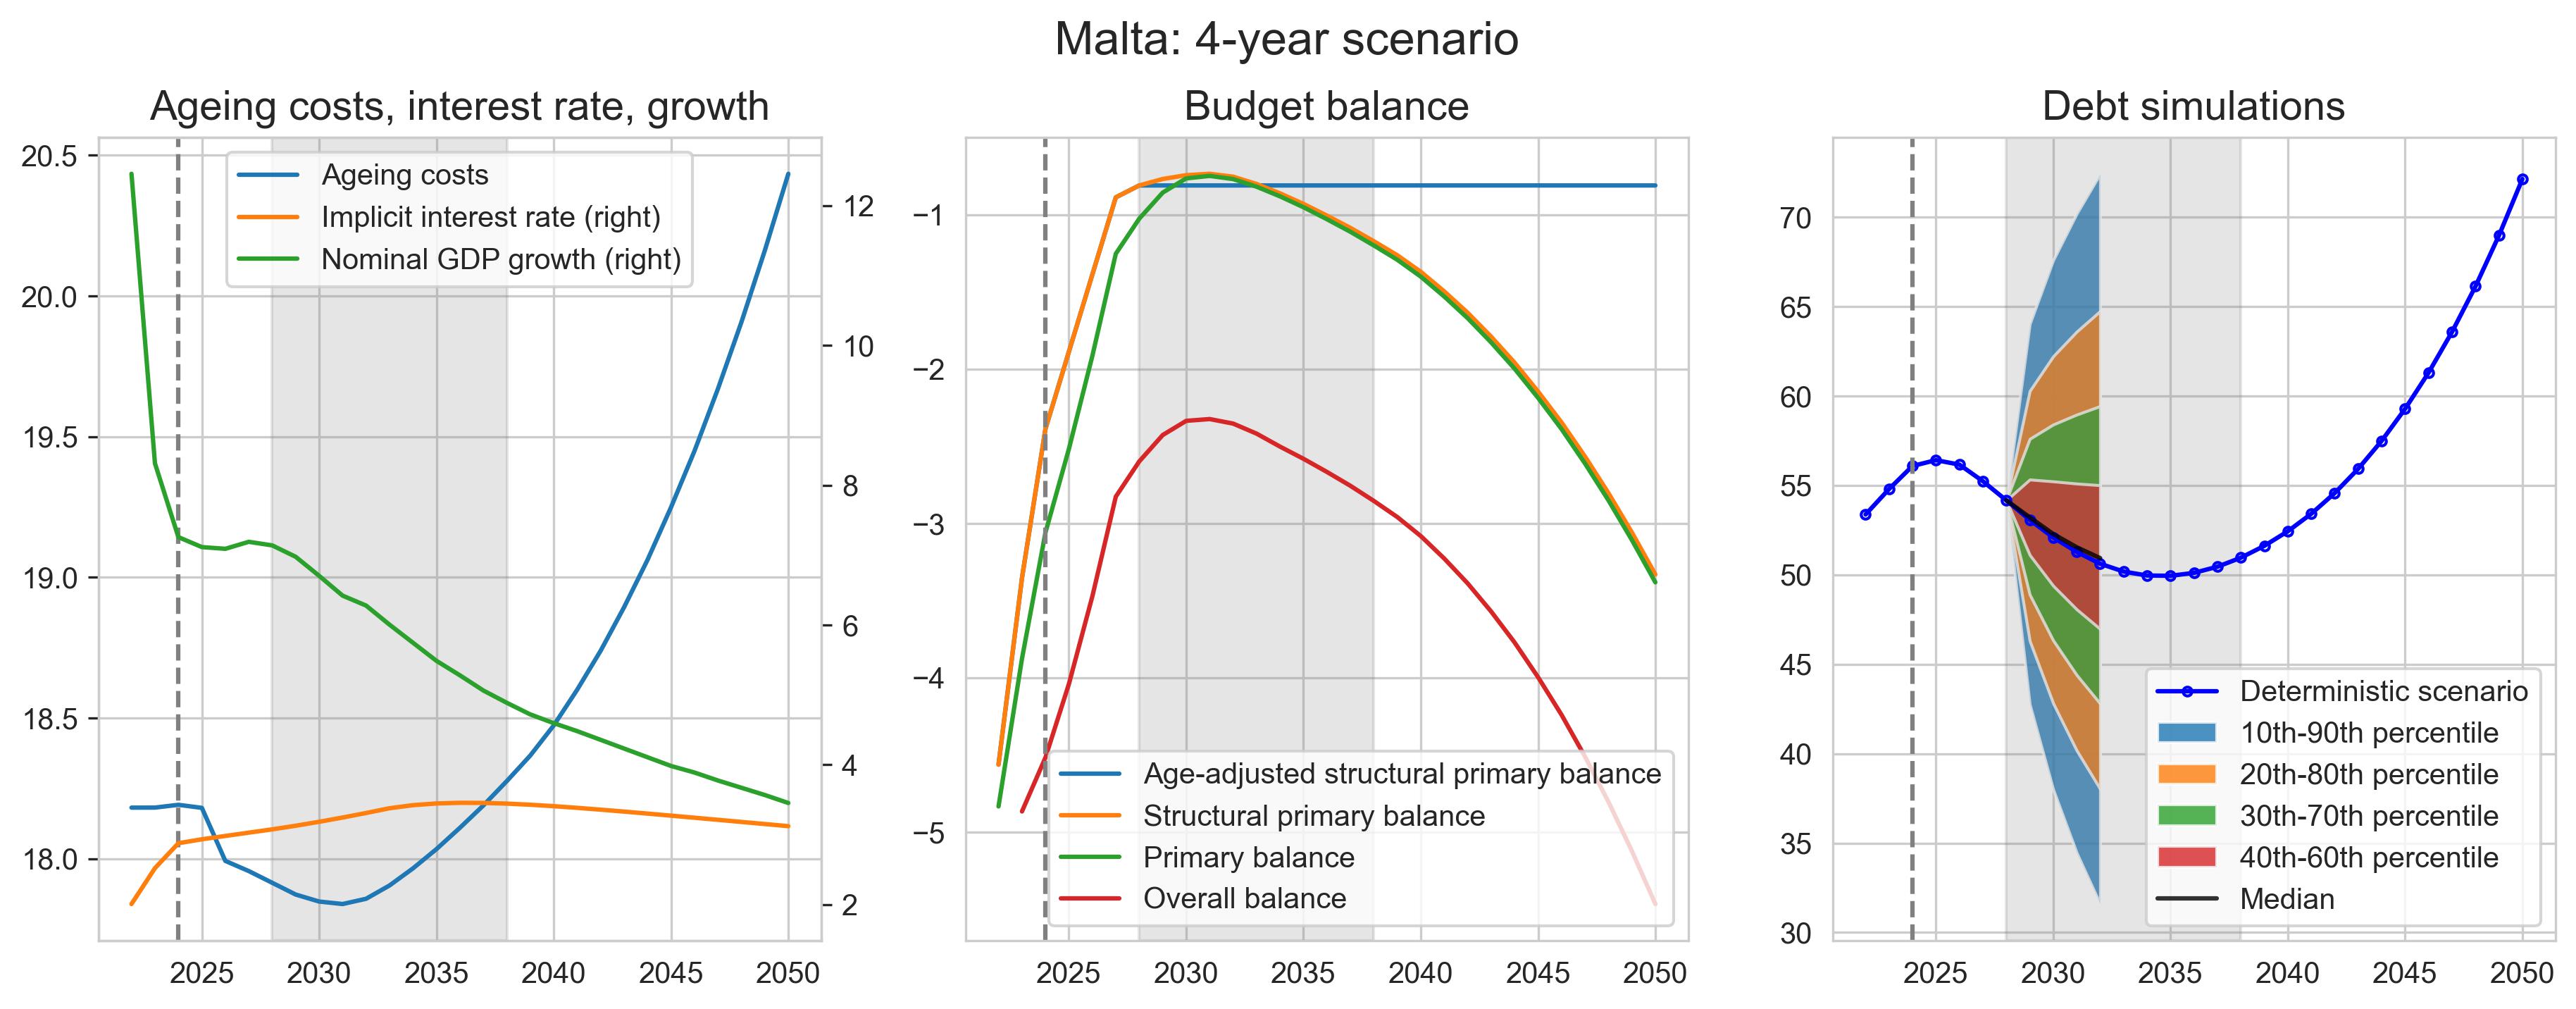 Malta: 4-year scenario
Ageing costs, interest rate, growth
20.5
20.0
19.5
19.0
18.5
18.0
12
10
8
6
4
2
Ageing costs
Implicit interest rate (right)
Nominal GDP growth (right)
2025 2030 2035 2040 2045 2050
Budget balance
−1
−2
−3
−4
−5
Age-adjusted structural primary balance
Structural primary balance
Primary balance
Overall balance
2025 2030 2035 2040 2045 2050
Debt simulations
70
65
60
55
50
45
40
35
30
Deterministic scenario
10th-90th percentile
20th-80th percentile
30th-70th percentile
40th-60th percentile
Median
2025 2030 2035 2040 2045 2050